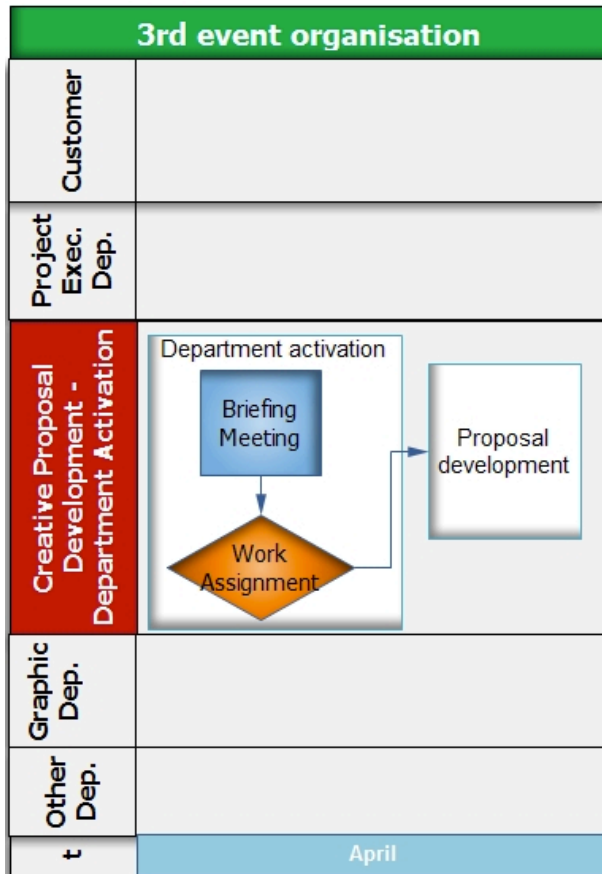 3rd event organisation
Customer
Project
Exec.
Dep.
Creative Proposal
Development -
Department Activation
Department activation
Briefing
Meeting
Work
Assignment
Proposal
development
Graphic
Dep.
Other
Dep.
t
April